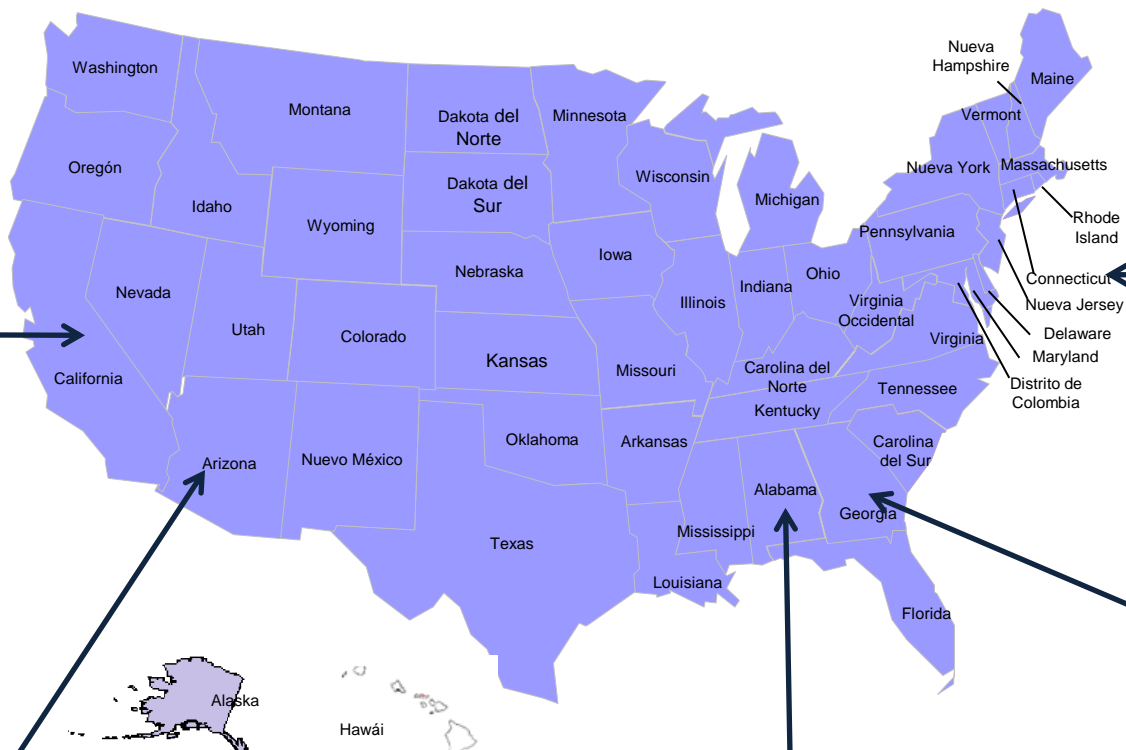 Nueva
Hampshire
Maine
Washington
Montana
Dakota del
Norte
Minnesota
Vermont
Oregón
Idaho
Wyoming
Dakota del
Sur
Wisconsin
Michigan
Nueva York
Massachusetts
Rhode
Island
Nevada
Utah
Colorado
Nebraska
Iowa
Illinois
Indiana
Ohio
Pennsylvania
Connecticut
Nueva Jersey
Virginia
Occidental
Virginia
Delaware
Maryland
Distrito de
Colombia
California
Kansas
Missouri
Carolina del
Norte
Kentucky
Tennessee
Arizona
Nuevo México
Oklahoma
Arkansas
Carolina
del Sur
Alabama
Georgia
Texas
Mississippi
Louisiana
Florida
Alaska
Hawái